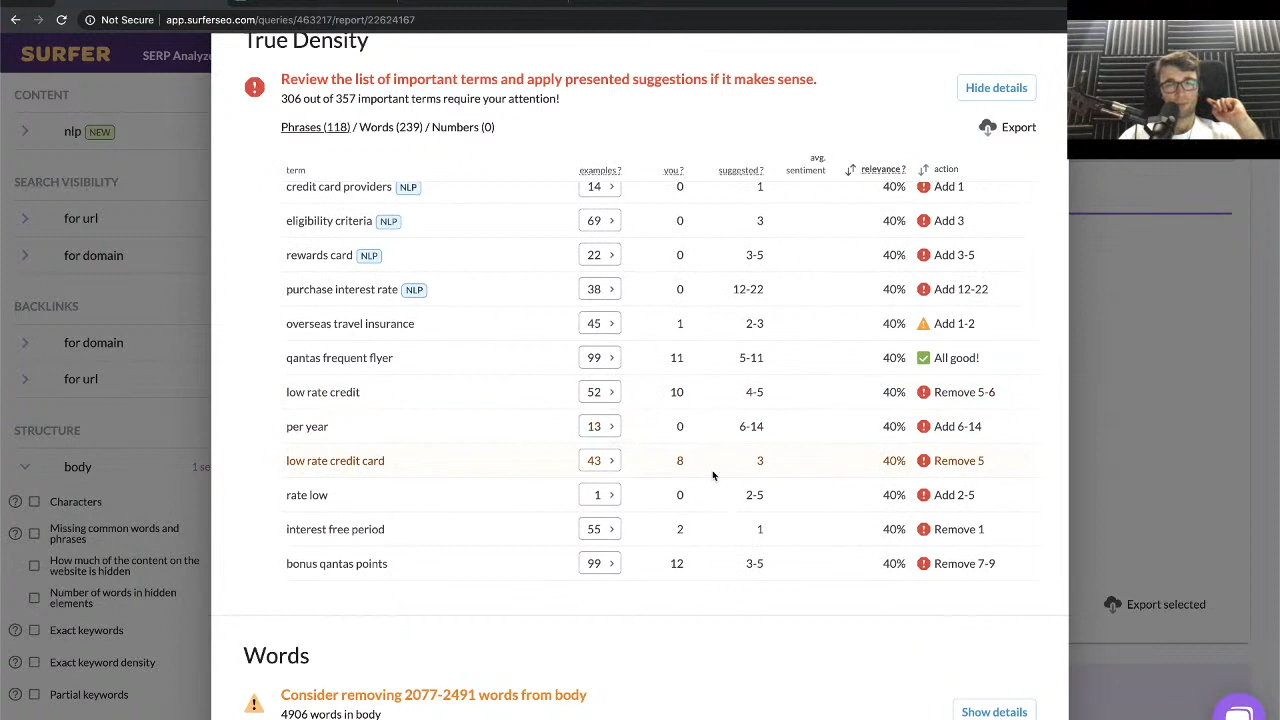 Not Secure | app.surferseo.com/queries/463217/report/22624167
SURFER
SERP Analyze
CONTENT
nlp NEW
SEARCH VISIBILITY
for url
for domain
BACKLINKS
for domain
for url
STRUCTURE
body
1 se
Characters
Missing common words and
phrases
How much of the content on the
website is hidden
Number of words in hidden
elements
Exact keywords
Exact keyword density
Partial keywords
True Density
Review the list of important terms and apply presented suggestions if it makes sense.
306 out of 357 important terms require your attention!
Hide details
Phrases (118) / Words (239) / Numbers (0)
Export
term examples? you? suggested? avg. sentiment relevance? action
credit card providers NLP 14 0 1 40% Add 1
eligibility criteria NLP 69 0 3 40% Add 3
rewards card NLP 22 0 3-5 40% Add 3-5
purchase interest rate NLP 38 0 12-22 40% Add 12-22
overseas travel insurance 45 1 2-3 40% Add 1-2
qantas frequent flyer 99 11 5-11 40% All good!
low rate credit 52 10 4-5 40% Remove 5-6
per year 13 0 6-14 40% Add 6-14
low rate credit card 43 8 3 40% Remove 5
rate low 1 0 2-5 40% Add 2-5
interest free period 55 2 1 40% Remove 1
bonus qantas points 99 12 3-5 40% Remove 7-9
Words
Consider removing 2077-2491 words from body
4906 words in body
Show details
Export selected